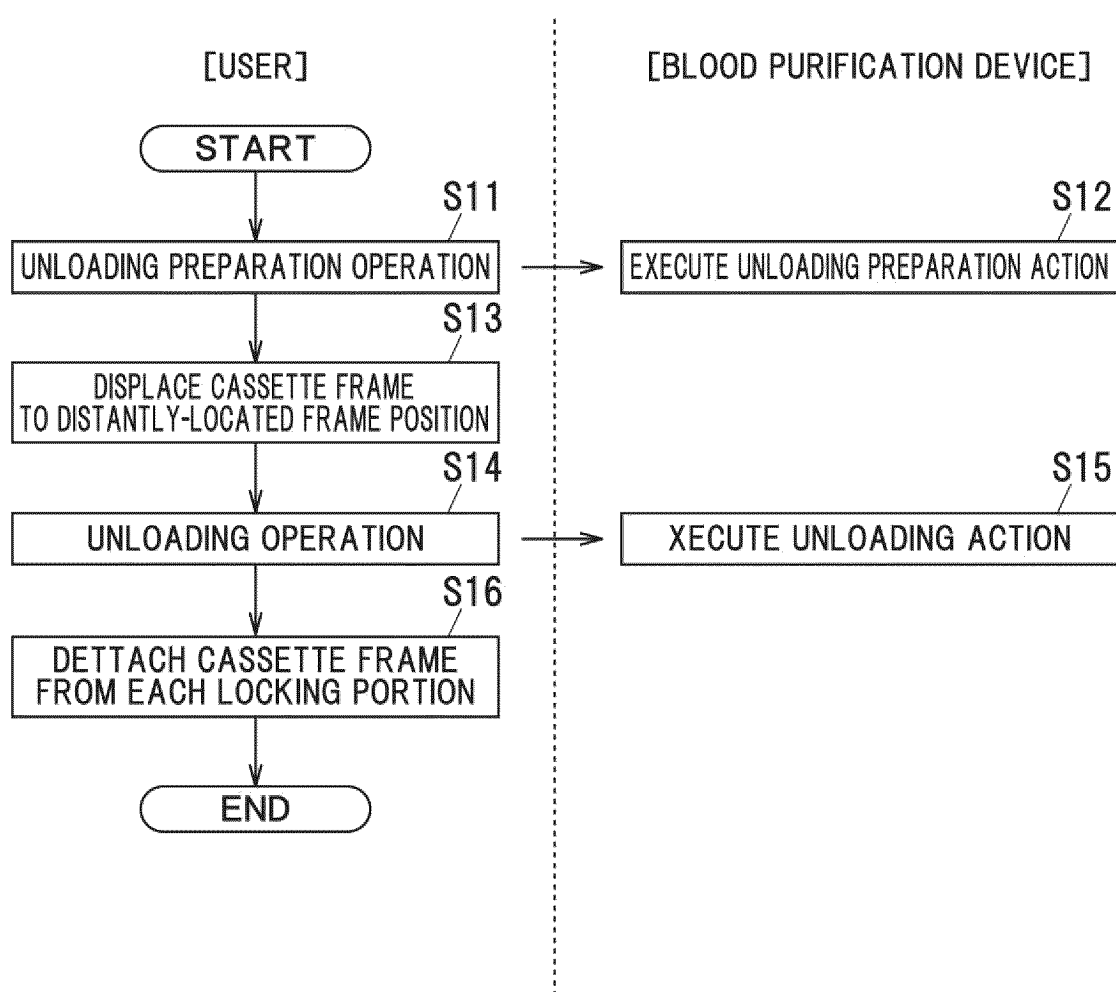 [USER]
[BLOOD PURIFICATION DEVICE]
START
S11
UNLOADING PREPARATION OPERATION
S12
EXECUTE UNLOADING PREPARATION ACTION
S13
DISPLACE CASSETTE FRAME
TO DISTANTLY-LOCATED FRAME POSITION
S14
UNLOADING OPERATION
S15
XECUTE UNLOADING ACTION
S16
DETTACH CASSETTE FRAME
FROM EACH LOCKING PORTION
END